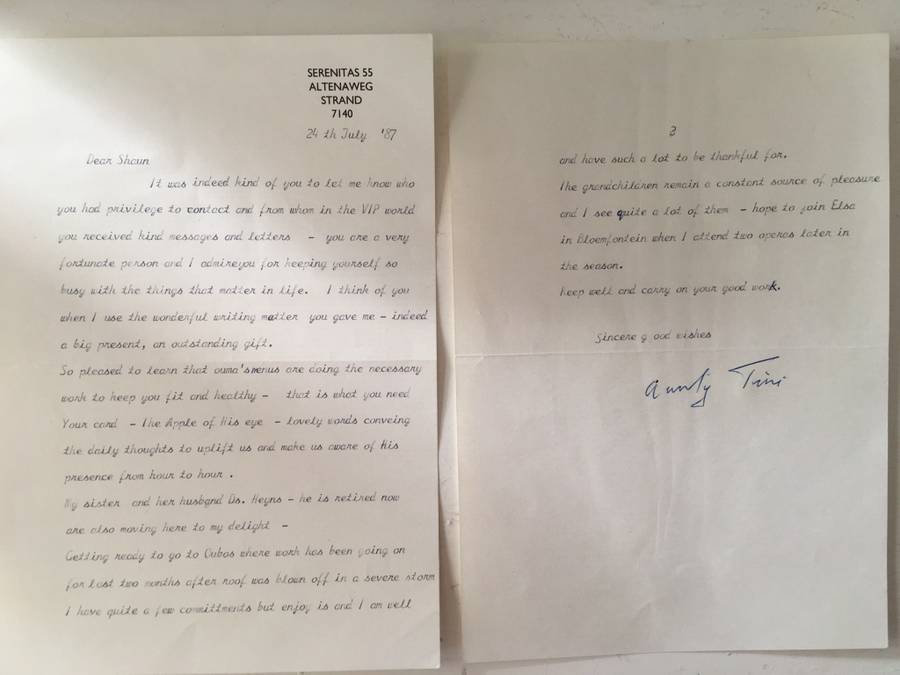 SERENITAS 55
ALTENAWEG
STRAND
7140
24 th July '87
Dear Shaun
It was indeed kind of you to let me know who
you had privilege to contact and from whom in the VIP world
you received kind messages and letters - you are a very
fortunate person and I admireyou for keeping yourself so
busy with the things that matter in life. I think of you
when I use the wonderful writing matter you gave me - indeed
a big present, an outstanding gift.
So pleased to learn that ouma'smenus are doing the necessary
work to keep you fit and healthy - that is what you need
Your card - the Apple of His eye - lovely words conveing
the daily thoughts to uplift us and make us aware of His
presence from hour to hour .
My sister and her husband Ds. Heyns - he is retired now
are also moving here to my delight -
Getting ready to go to Oubos where work has been going on
for last two months after roof was blown off in a severe storm
I have quite a few committments but enjoy is and I am well
3
and have such a lot to be thankful for.
The grandchildren remain a constant source of pleasure
and I see quite a lot of them - hope to join Elsa
in Bloemfontein when I attend two operas later in
the season.
Keep well and carry on your good work.
Sincere g ood wishes
Aunty Tini